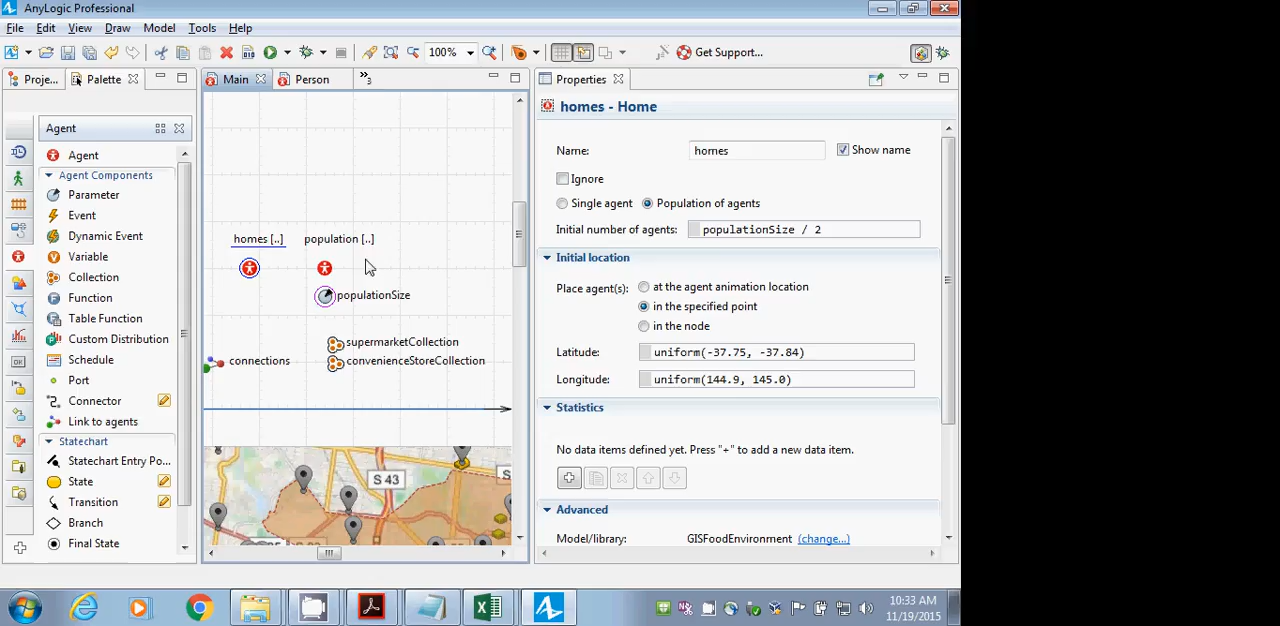 AnyLogic Professional
File Edit View Draw Model Tools Help
100% Get Support...
Proje... Palette Main Person 3 Properties
Agent
Agent
Agent Components
Parameter
Event
Dynamic Event
Variable
Collection
Function
Table Function
Custom Distribution
Schedule
Port
Connector
Link to agents
Statechart
Statechart Entry Po...
State
Transition
Branch
Final State
homes [..] population [..]
populationSize
supermarketCollection
connections convenienceStoreCollection
S 43
homes - Home
Name: homes Show name
Ignore
Single agent Population of agents
Initial number of agents: populationSize / 2
Initial location
Place agent(s): at the agent animation location
in the specified point
in the node
Latitude: uniform(-37.75, -37.84)
Longitude: uniform(144.9, 145.0)
Statistics
No data items defined yet. Press "+" to add a new data item.
Advanced
Model/library: GISFoodEnvironment (change...)
10:33 AM
11/19/2015